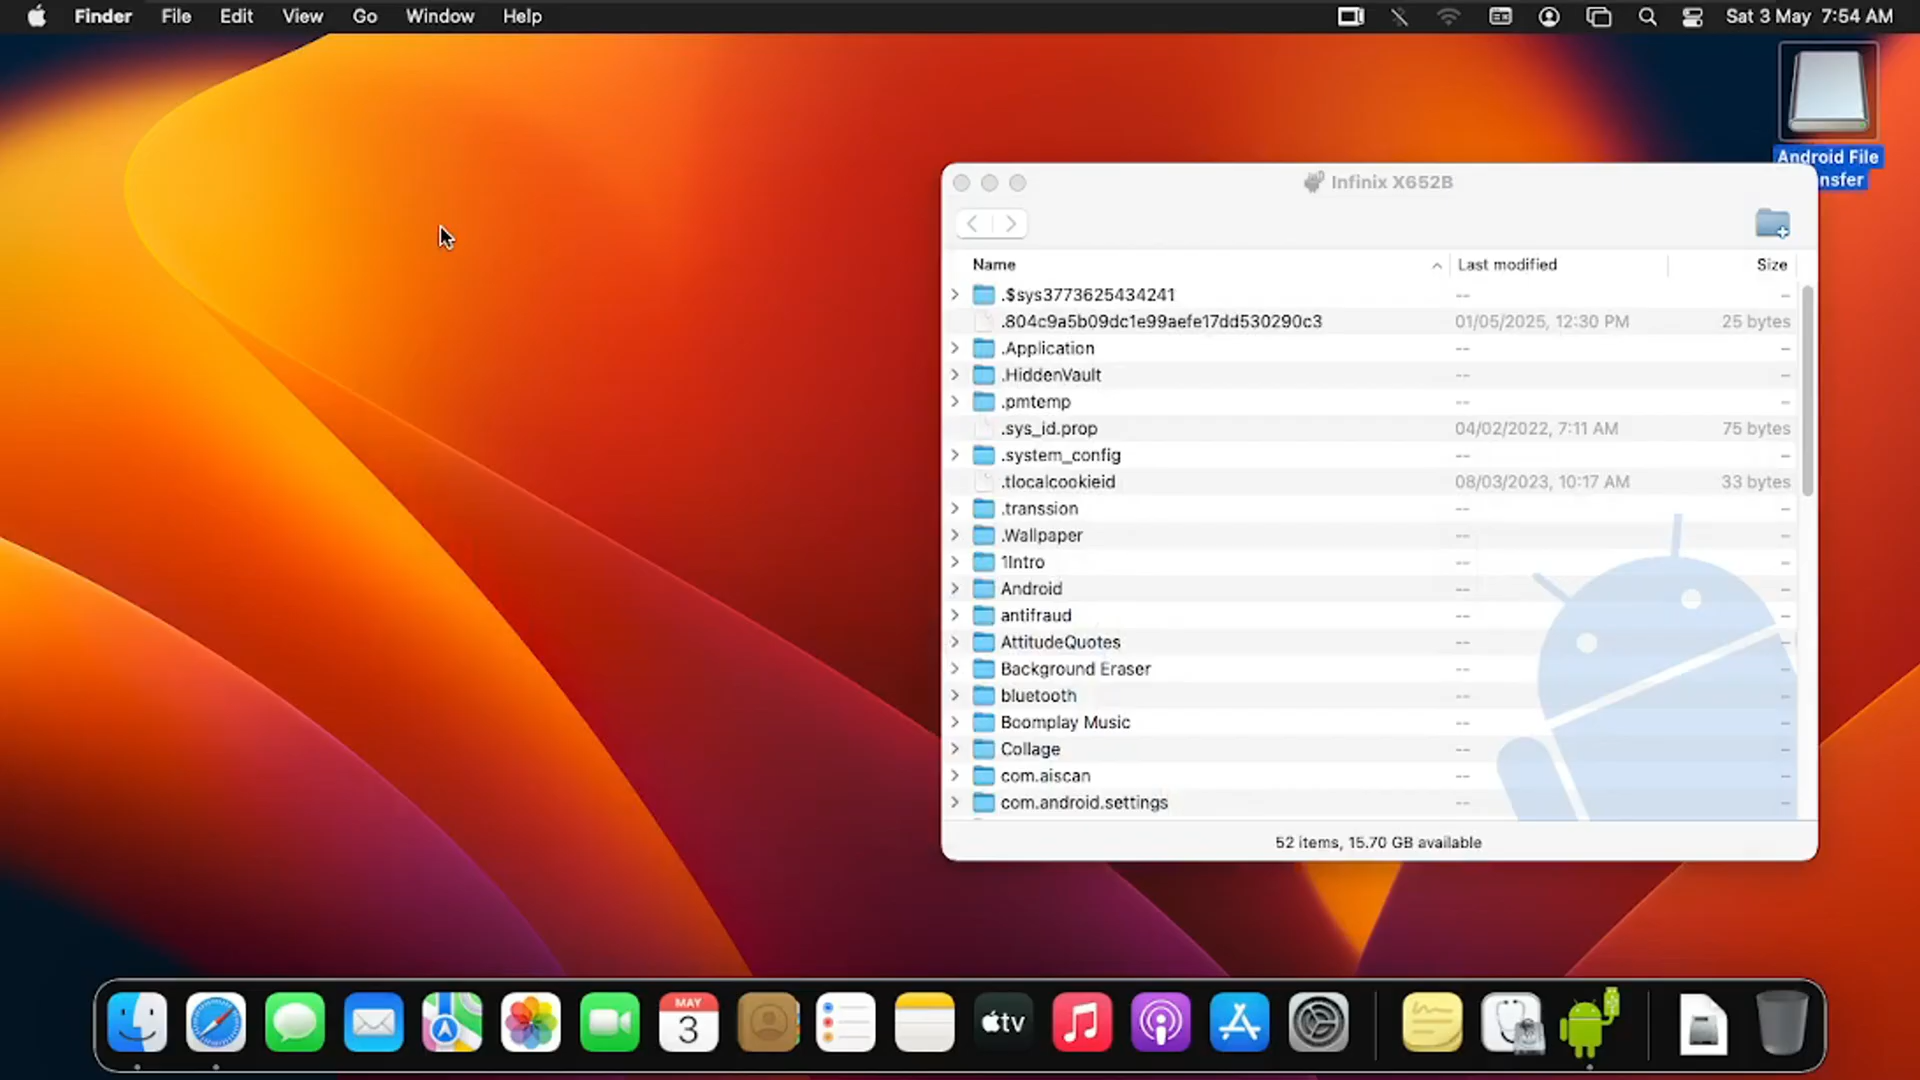 Finder File Edit View Go Window Help Sat 3 May 7:54 AM
Android File
nsfer
Infinix X652B
Name Last modified Size
.$sys3773625434241 -- --
.804c9a5b09dc1e99aefe17dd530290c3 01/05/2025, 12:30 PM 25 bytes
.Application -- --
.HiddenVault -- --
.pmtemp -- --
.sys_id.prop 04/02/2022, 7:11 AM 75 bytes
.system_config -- --
.tlocalcookieid 08/03/2023, 10:17 AM 33 bytes
.transsion -- --
.Wallpaper -- --
1Intro -- --
Android -- --
antifraud -- --
AttitudeQuotes -- --
Background Eraser -- --
bluetooth -- --
Boomplay Music -- --
Collage -- --
com.aiscan -- --
com.android.settings -- --
52 items, 15.70 GB available
MAY
3
tv